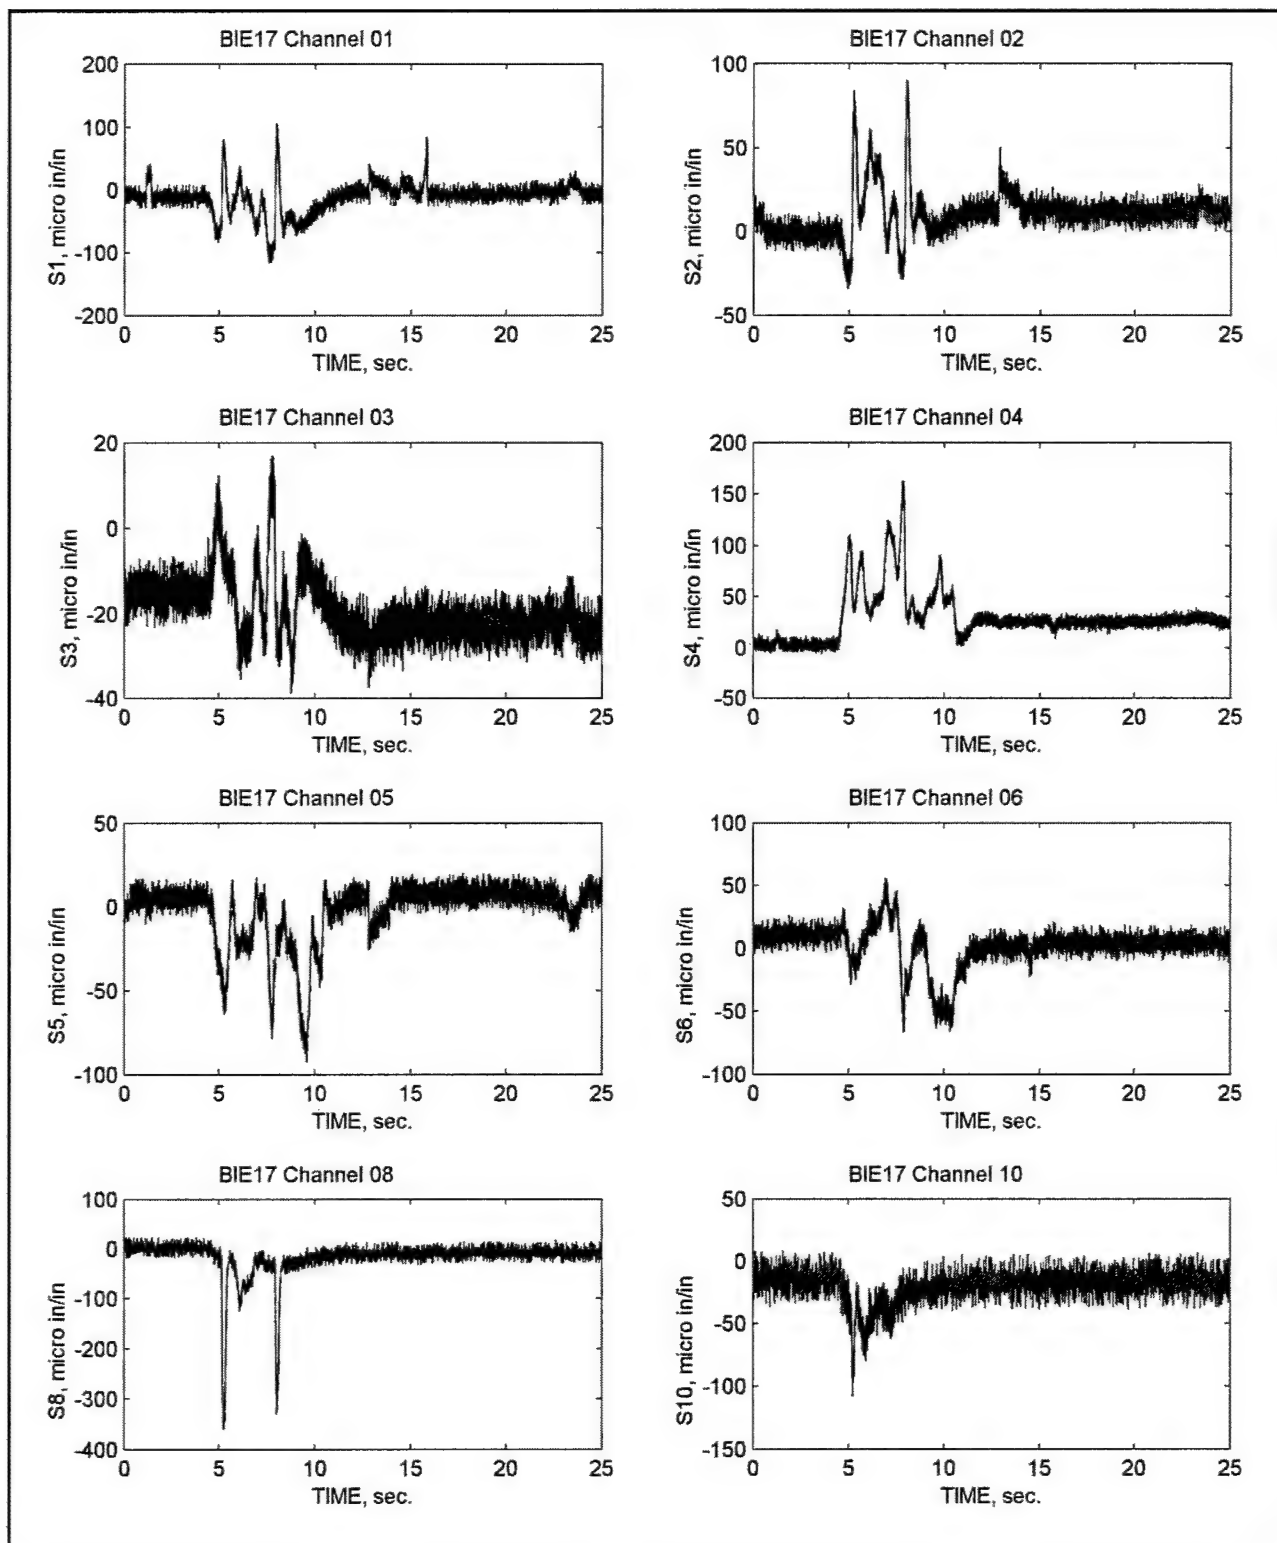 BIE17 Channel 01
200
100
0
-100
-200
S1, micro in/in
0 5 10 15 20 25
TIME, sec.
BIE17 Channel 02
100
50
0
-50
S2, micro in/in
0 5 10 15 20 25
TIME, sec.
BIE17 Channel 03
20
0
-20
-40
S3, micro in/in
0 5 10 15 20 25
TIME, sec.
BIE17 Channel 04
200
150
100
50
0
-50
S4, micro in/in
0 5 10 15 20 25
TIME, sec.
BIE17 Channel 05
50
0
-50
-100
S5, micro in/in
0 5 10 15 20 25
TIME, sec.
BIE17 Channel 06
100
50
0
-50
-100
S6, micro in/in
0 5 10 15 20 25
TIME, sec.
BIE17 Channel 08
100
0
-100
-200
-300
-400
S8, micro in/in
0 5 10 15 20 25
TIME, sec.
BIE17 Channel 10
50
0
-50
-100
-150
S10, micro in/in
0 5 10 15 20 25
TIME, sec.